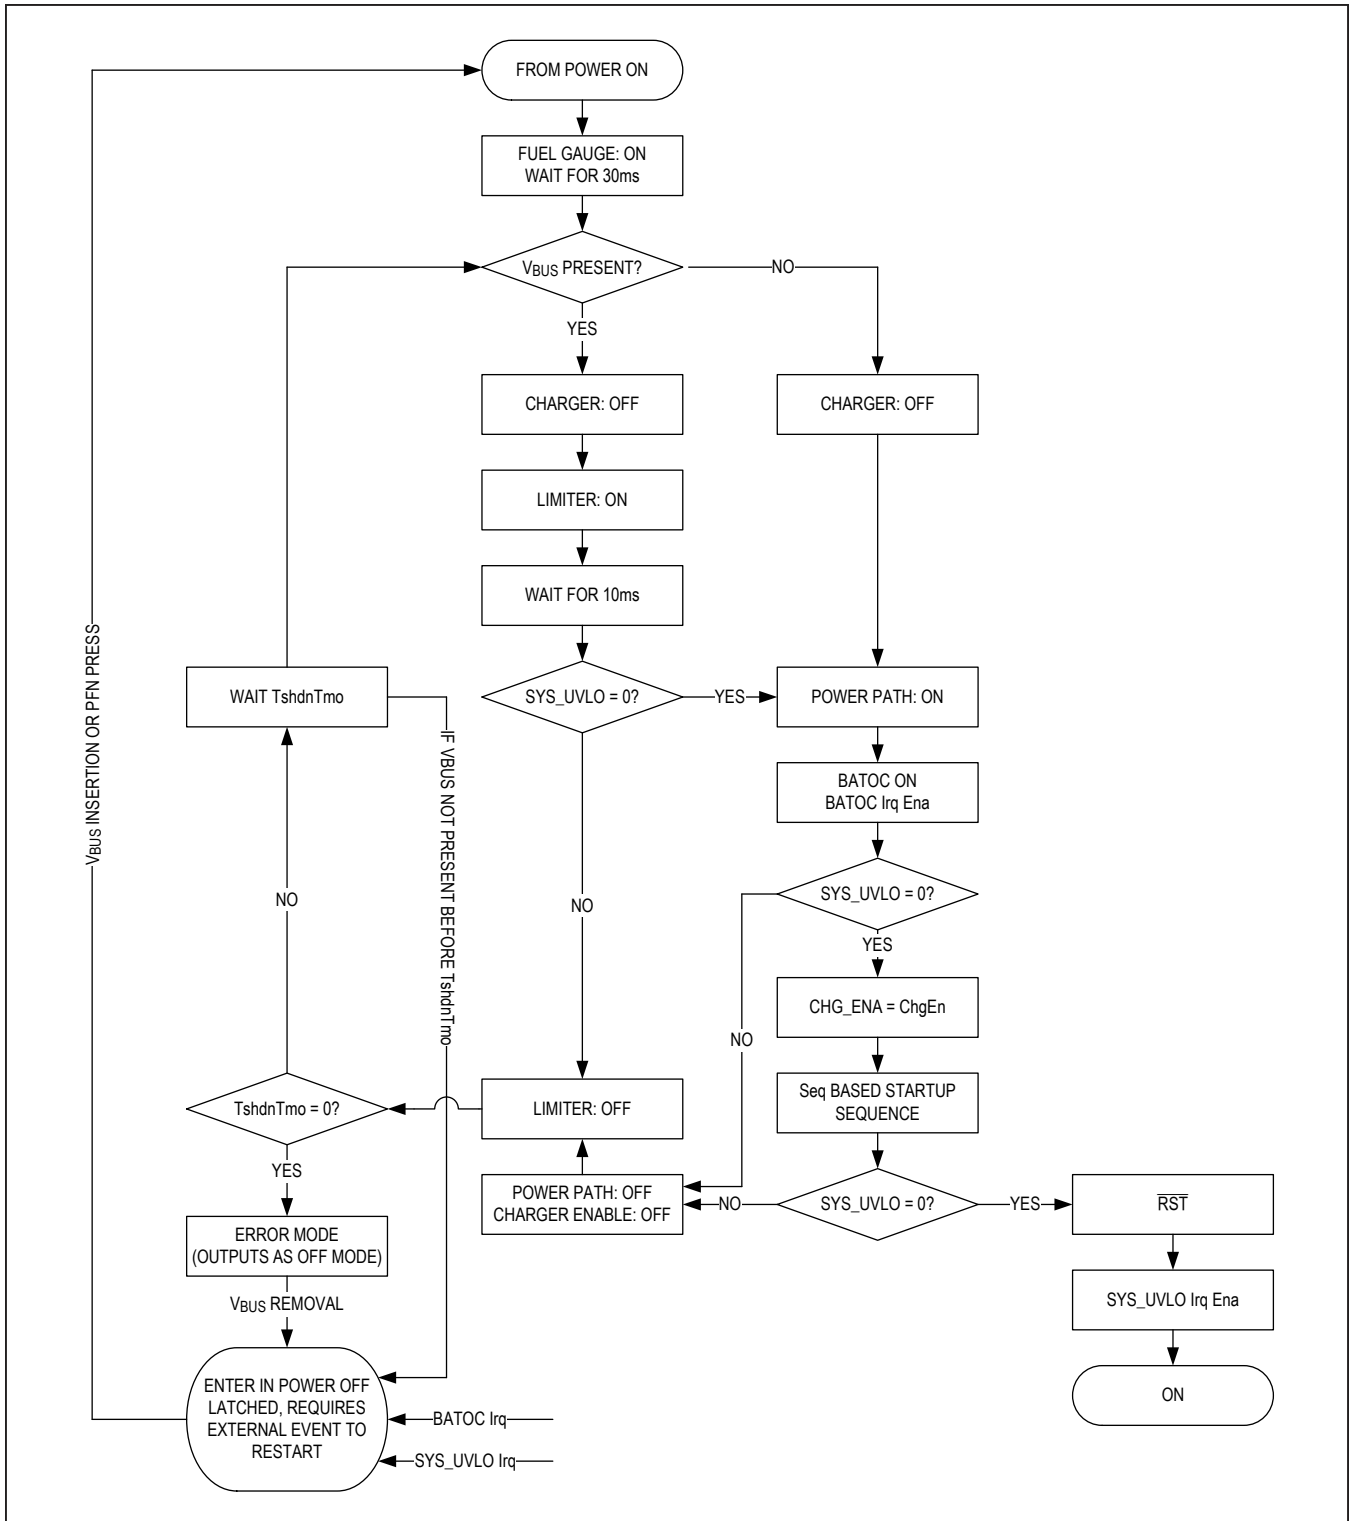 FROM POWER ON
FUEL GAUGE: ON
WAIT FOR 30ms
VBUS PRESENT?
NO
YES
CHARGER: OFF
CHARGER: OFF
LIMITER: ON
WAIT FOR 10ms
VBUS INSERTION OR PFN PRESS
WAIT TshdnTmo
IF VBUS NOT PRESENT BEFORE TshdnTmo
SYS_UVLO = 0?
YES
POWER PATH: ON
BATOC ON
BATOC Irq Ena
NO
NO
SYS_UVLO = 0?
YES
CHG_ENA = ChgEn
NO
TshdnTmo = 0?
LIMITER: OFF
Seq BASED STARTUP
SEQUENCE
YES
POWER PATH: OFF
CHARGER ENABLE: OFF
NO
SYS_UVLO = 0?
YES
RST
ERROR MODE
(OUTPUTS AS OFF MODE)
VBUS REMOVAL
SYS_UVLO Irq Ena
ENTER IN POWER OFF
LATCHED, REQUIRES
EXTERNAL EVENT TO
RESTART
BATOC Irq
SYS_UVLO Irq
ON